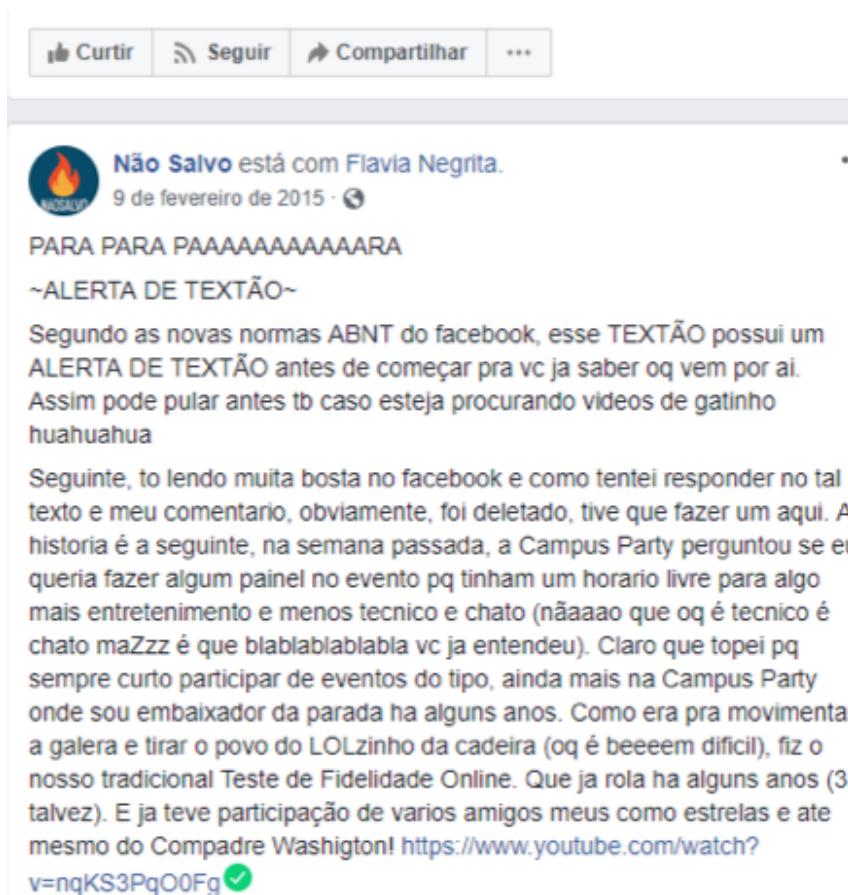 Curtir Seguir Compartilhar ...
Não Salvo está com Flavia Negrita.
NÃOSALVO
9 de fevereiro de 2015 ·
PARA PARA PAAAAAAAAAAARA
~ALERTA DE TEXTÃO~
Segundo as novas normas ABNT do facebook, esse TEXTÃO possui um
ALERTA DE TEXTÃO antes de começar pra vc ja saber oq vem por ai.
Assim pode pular antes tb caso esteja procurando videos de gatinho
huahuahua
Seguinte, to lendo muita bosta no facebook e como tentei responder no tal
texto e meu comentario, obviamente, foi deletado, tive que fazer um aqui. A
historia é a seguinte, na semana passada, a Campus Party perguntou se eu
queria fazer algum painel no evento pq tinham um horario livre para algo
mais entretenimento e menos tecnico e chato (nãaaao que oq é tecnico é
chato maZzz é que blablablablabla vc ja entendeu). Claro que topei pq
sempre curto participar de eventos do tipo, ainda mais na Campus Party
onde sou embaixador da parada ha alguns anos. Como era pra movimenta
a galera e tirar o povo do LOLzinho da cadeira (oq é beeeem dificil), fiz o
nosso tradicional Teste de Fidelidade Online. Que ja rola ha alguns anos (3
talvez). E ja teve participação de varios amigos meus como estrelas e ate
mesmo do Compadre Washigton! https://www.youtube.com/watch?
v=nqKS3PqO0Fg